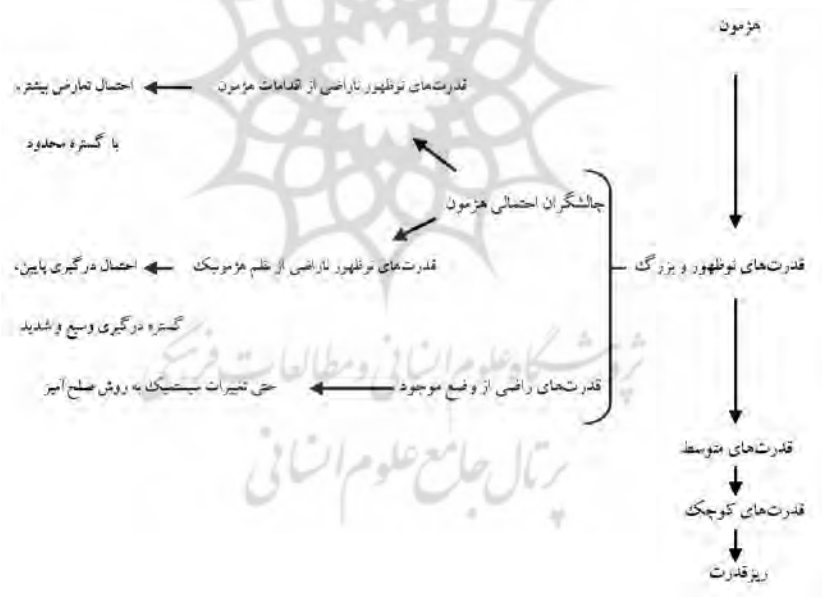 هژمون
قدرت‌های نوظهور ناراضی از اقدامات هژمون
احتمال تعارض بیشتر،
با گستره محدود
چالشگران احتمالی هژمون
قدرت‌های نوظهور و بزرگ
قدرت‌های نوظهور ناراضی از نظم هژمونیک
احتمال درگیری پایین،
گستره درگیری وسیع و شدید
پژوهشگاه علوم انسانی و مطالعات فرهنگی
قدرت‌های راضی از وضع موجود
حتی تغییرات سیستمیک به روش صلح آمیز
پرتال جامع علوم انسانی
قدرت‌های متوسط
قدرت‌های کوچک
ریزقدرت